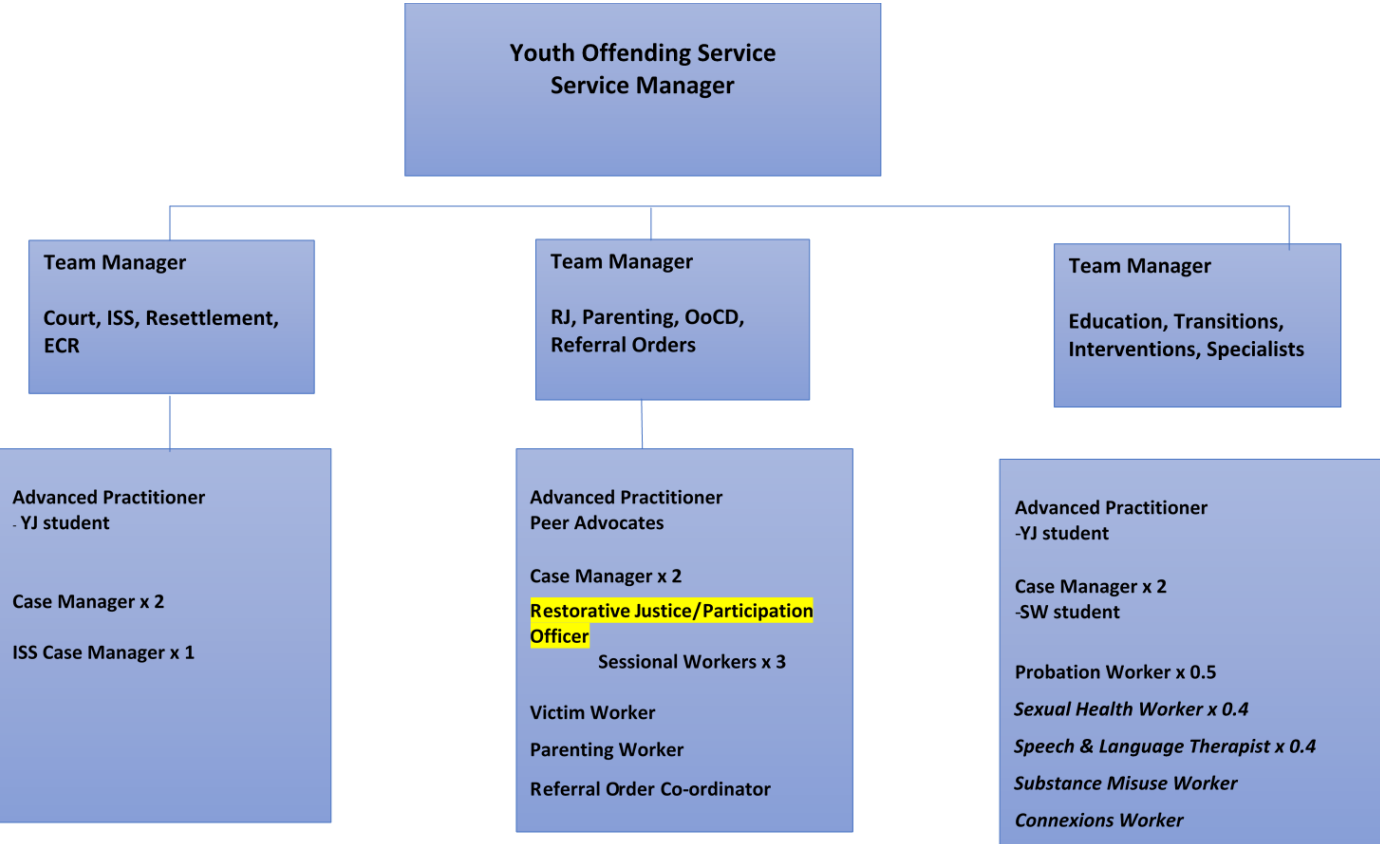 Youth Offending Service
Service Manager
Team Manager
Court, ISS, Resettlement,
ECR
Team Manager
RJ, Parenting, OoCD,
Referral Orders
Team Manager
Education, Transitions,
Interventions, Specialists
Advanced Practitioner
- YJ student
Case Manager x 2
ISS Case Manager x 1
Advanced Practitioner
Peer Advocates
Case Manager x 2
Restorative Justice/Participation
Officer
Sessional Workers x 3
Victim Worker
Parenting Worker
Referral Order Co-ordinator
Advanced Practitioner
-YJ student
Case Manager x 2
-SW student
Probation Worker x 0.5
Sexual Health Worker x 0.4
Speech & Language Therapist x 0.4
Substance Misuse Worker
Connexions Worker